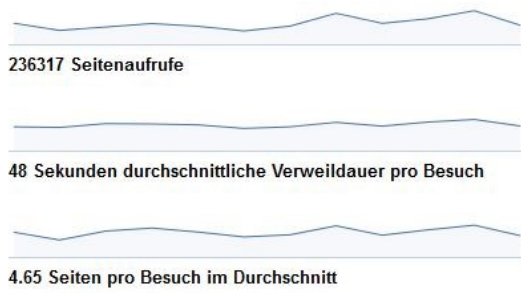 236317 Seitenaufrufe
48 Sekunden durchschnittliche Verweildauer pro Besuch
4.65 Seiten pro Besuch im Durchschnitt